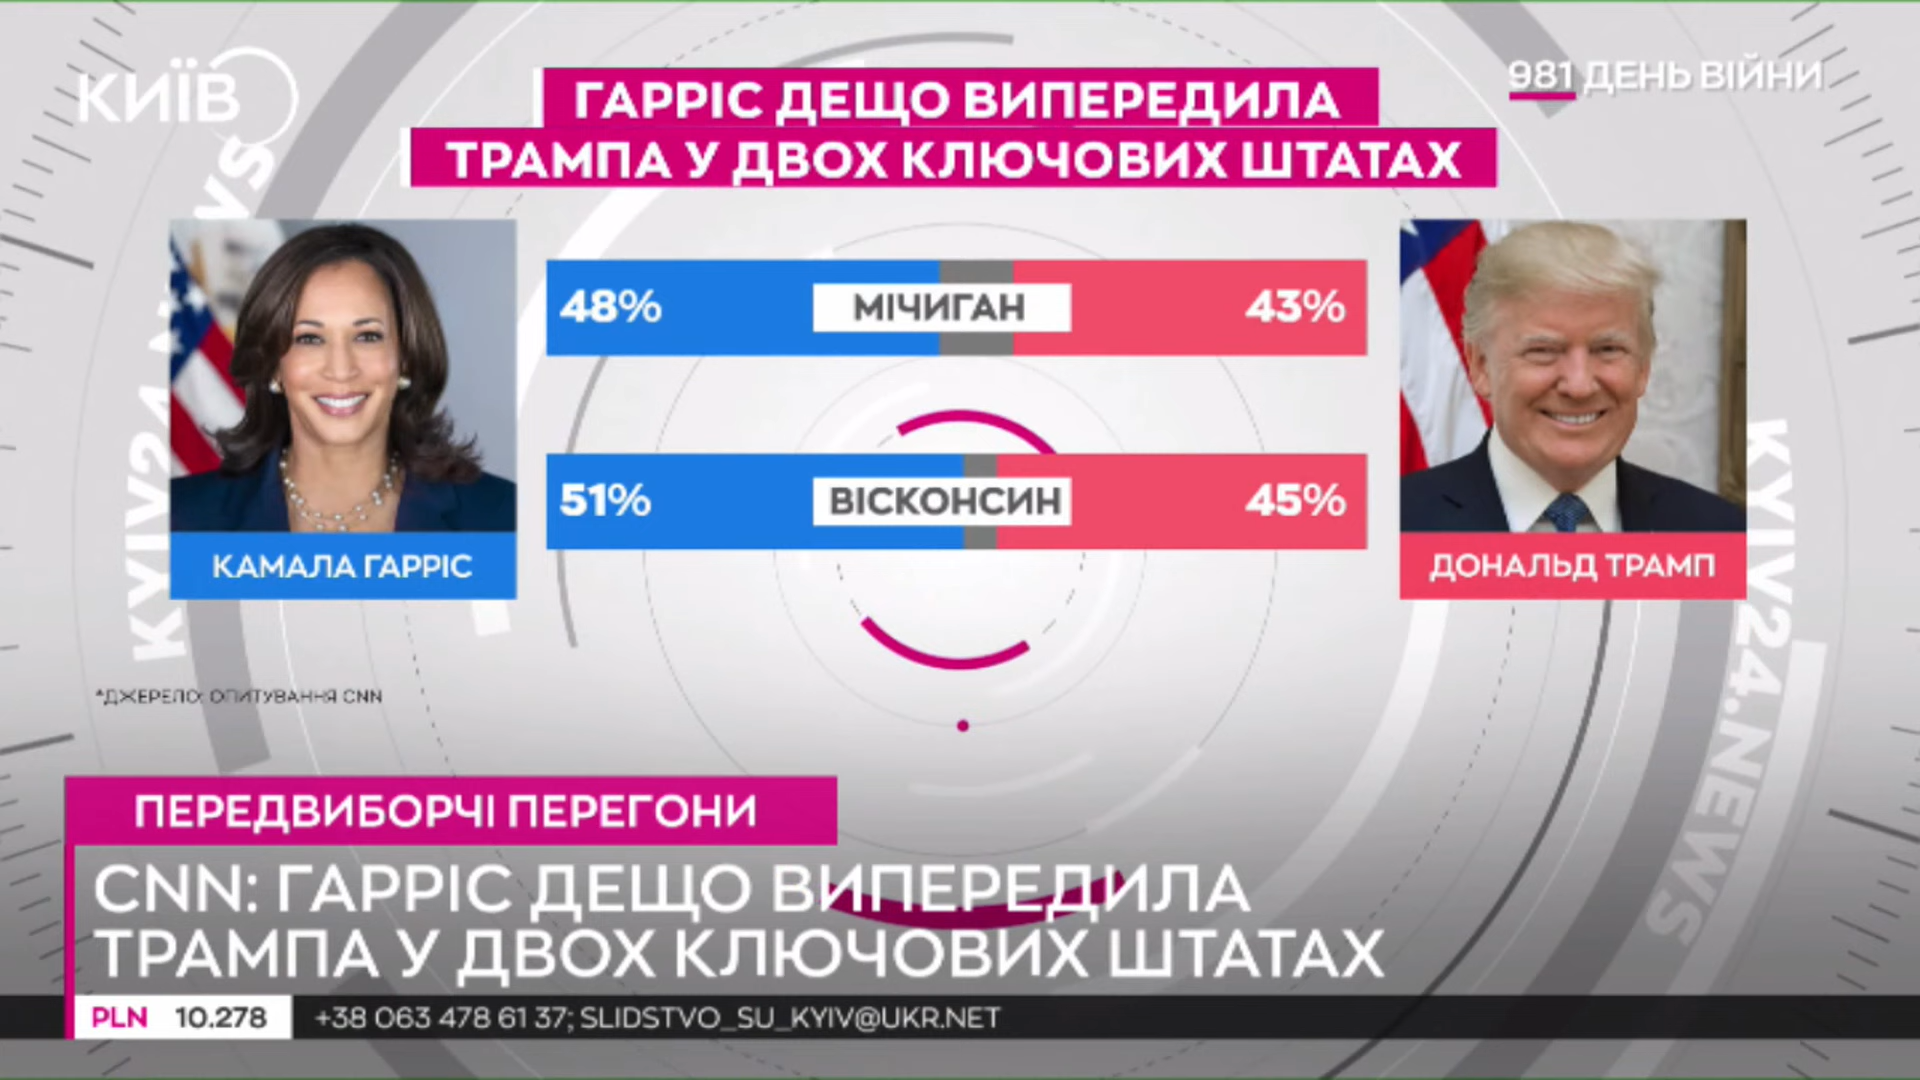 КИЇВ
981 ДЕНЬ ВІЙНИ
ГАРРІС ДЕЩО ВИПЕРЕДИЛА
ТРАМПА У ДВОХ КЛЮЧОВИХ ШТАТАХ
48% МІЧИГАН 43%
51% ВІСКОНСИН 45%
КАМАЛА ГАРРІС
ДОНАЛЬД ТРАМП
KYIV24.NEWS
KYIV24.NEWS
*ДЖЕРЕЛО: ОПИТУВАННЯ CNN
ПЕРЕДВИБОРЧІ ПЕРЕГОНИ
CNN: ГАРРІС ДЕЩО ВИПЕРЕДИЛА
ТРАМПА У ДВОХ КЛЮЧОВИХ ШТАТАХ
PLN 10.278 +38 063 478 61 37; SLIDSTVO_SU_KYIV@UKR.NET